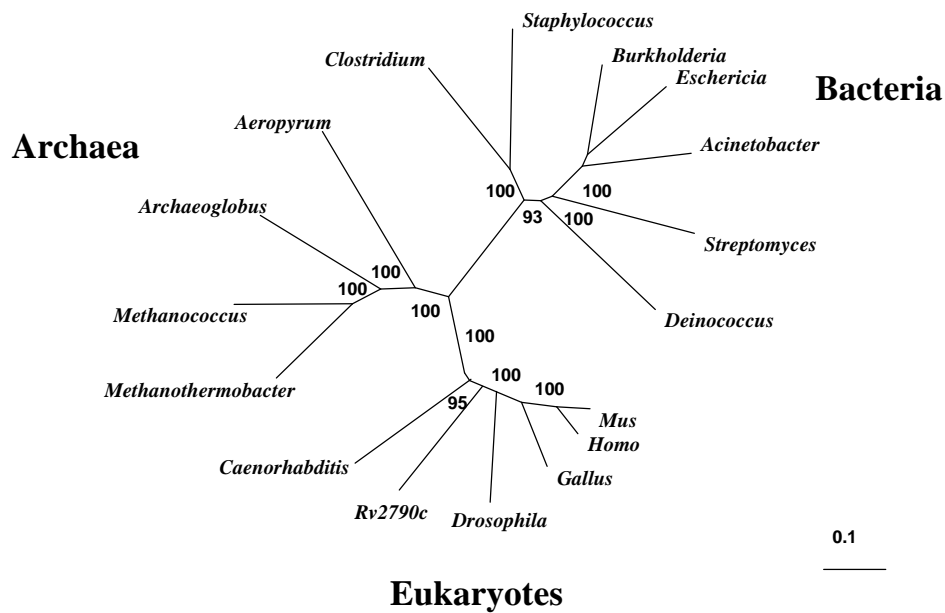 Staphylococcus
Clostridium
Burkholderia
Eschericia
Bacteria
Aeropyrum
Archaea
Acinetobacter
100
100
Archaeoglobus
93
100
Streptomyces
100
100
100
Methanococcus
Deinococcus
100
Methanothermobacter
100
100
95
Mus
Homo
Caenorhabditis
Gallus
Rv2790c
Drosophila
0.1
Eukaryotes